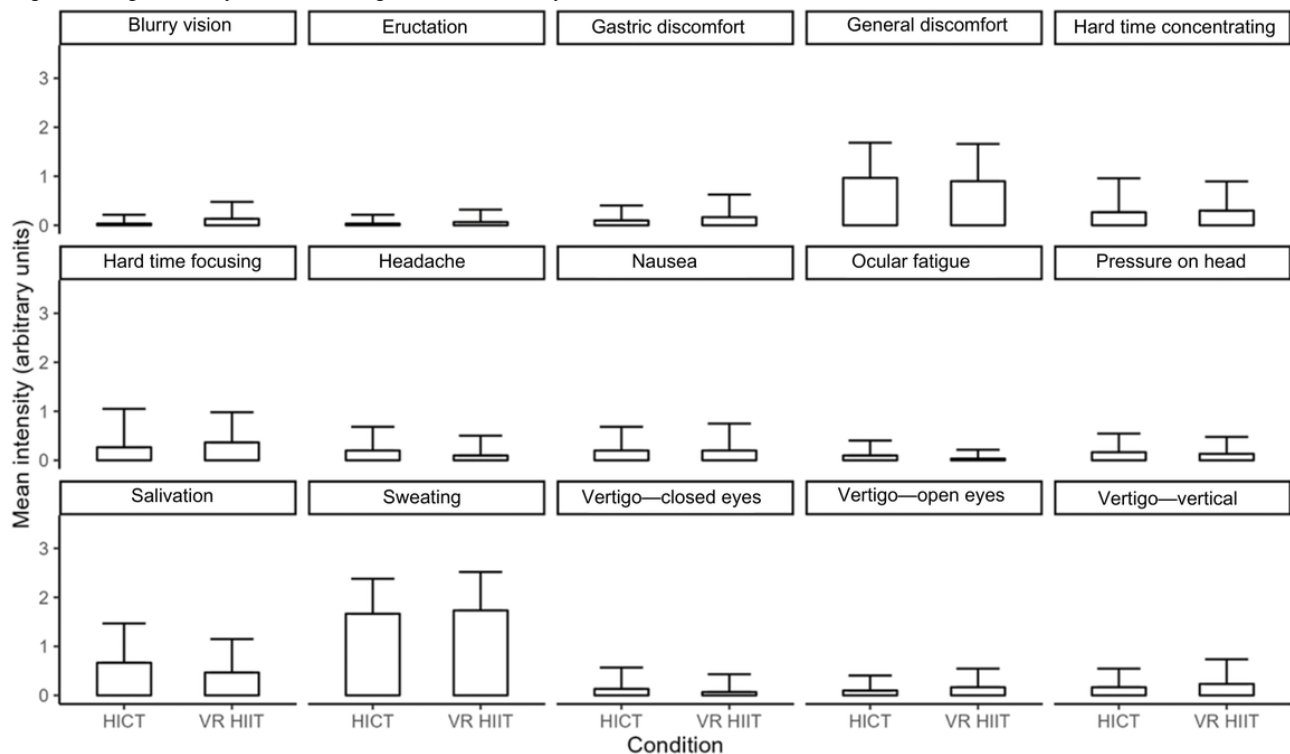 Blurry vision Eructation Gastric discomfort General discomfort Hard time concentrating
3
2
1
0
Hard time focusing Headache Nausea Ocular fatigue Pressure on head
3
2
1
0
Salivation Sweating Vertigo—closed eyes Vertigo—open eyes Vertigo—vertical
3
2
1
0
Mean intensity (arbitrary units)
HICT VR HIIT HICT VR HIIT HICT VR HIIT HICT VR HIIT HICT VR HIIT
Condition